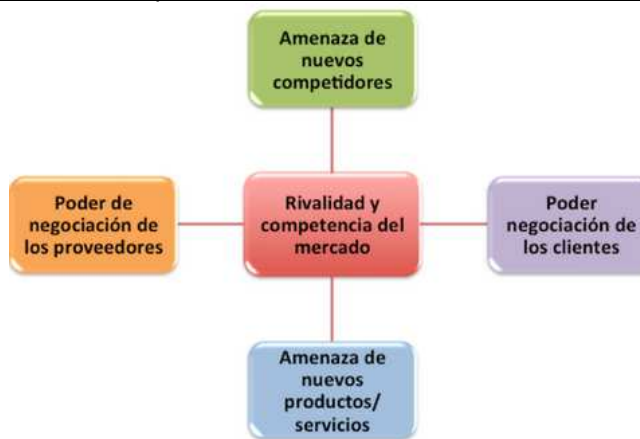 Amenaza de
nuevos
competidores
Poder de
negociación de
los proveedores
Rivalidad y
competencia del
mercado
Poder
negociación de
los clientes
Amenaza de
nuevos
productos/
servicios